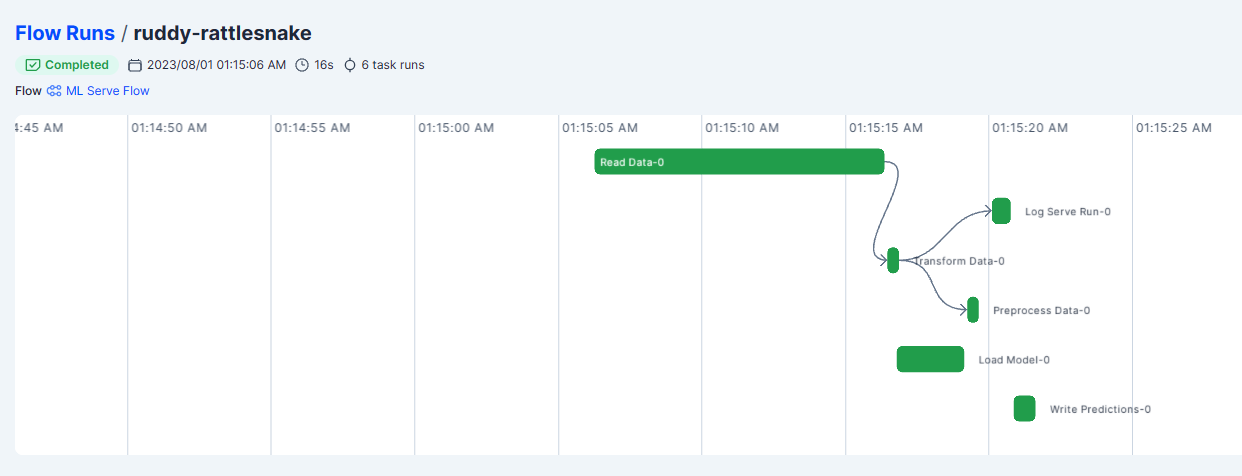 Flow Runs / ruddy-rattlesnake
Completed 2023/08/01 01:15:06 AM 16s 6 task runs
Flow ML Serve Flow
4:45 AM 01:14:50 AM 01:14:55 AM 01:15:00 AM 01:15:05 AM 01:15:10 AM 01:15:15 AM 01:15:20 AM 01:15:25 AM
Read Data-0
Log Serve Run-0
Transform Data-0
Preprocess Data-0
Load Model-0
Write Predictions-0